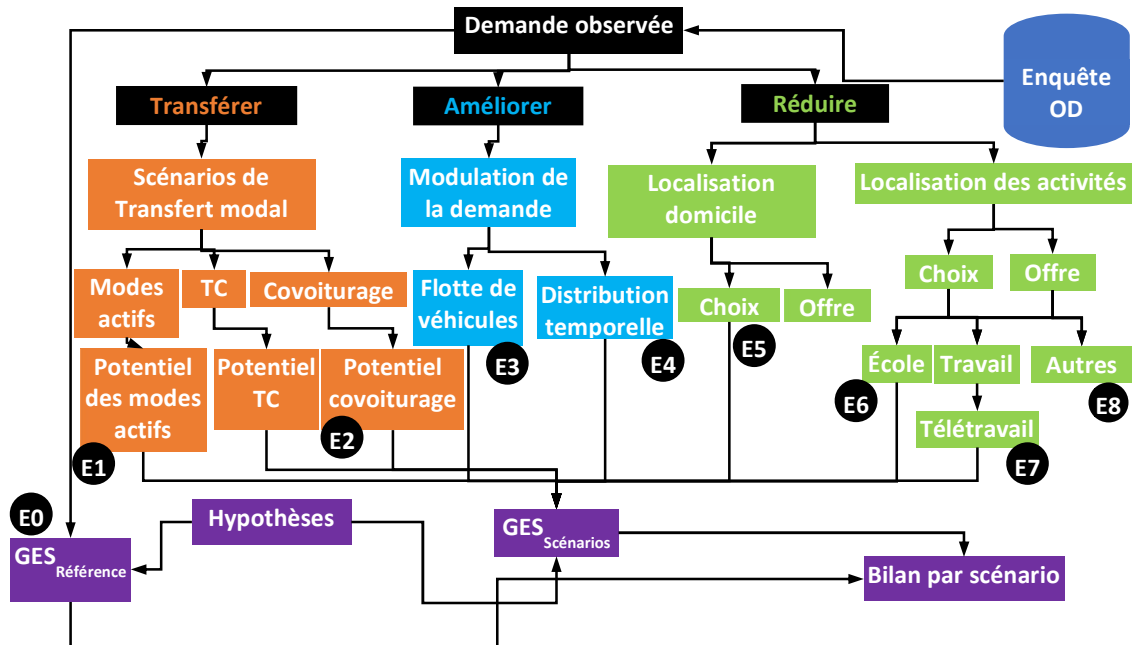 Demande observée
Enquête
OD
Transférer
Améliorer
Réduire
Scénarios de
Transfert modal
Modulation de
la demande
Localisation
domicile
Localisation des activités
Modes
actifs
TC
Covoiturage
Flotte de
véhicules
Distribution
temporelle
Choix
Offre
Choix
Offre
E3
E4
E5
Potentiel
des modes
actifs
Potentiel
TC
Potentiel
covoiturage
École
Travail
Autres
E6
E8
Télétravail
E1
E2
E7
E0
GES Référence
Hypothèses
GES Scénarios
Bilan par scénario